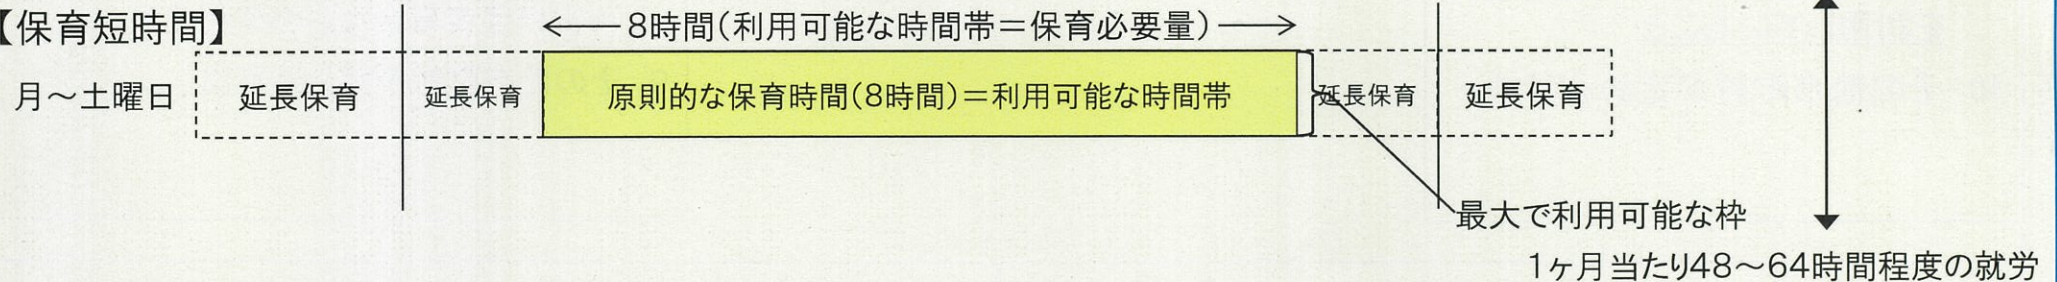 【保育短時間】
8時間(利用可能な時間帯＝保育必要量)
月～土曜日
延長保育
延長保育
原則的な保育時間(8時間)＝利用可能な時間帯
延長保育
延長保育
最大で利用可能な枠
1ヶ月当たり48～64時間程度の就労